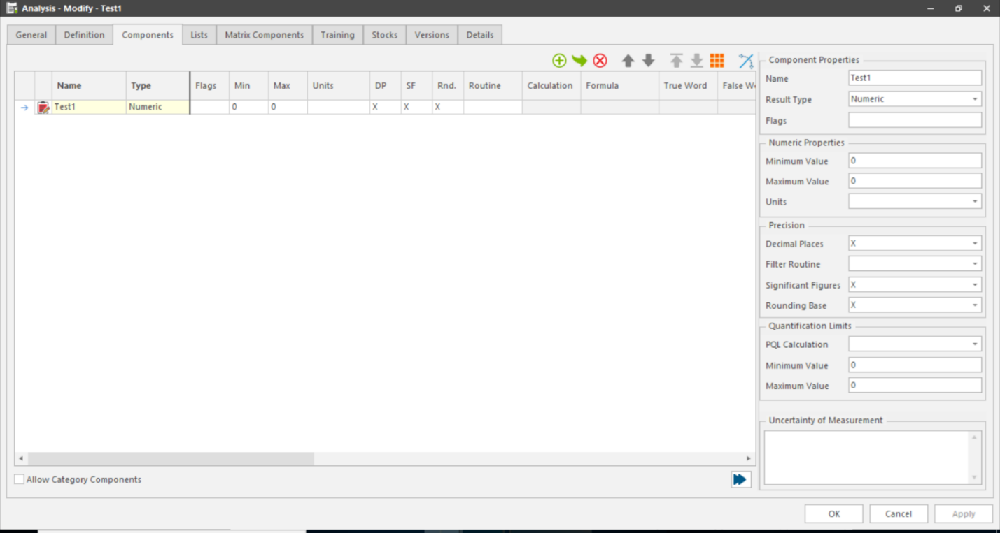 Analysis - Modify - Test1
General Definition Components Lists Matrix Components Training Stocks Versions Details
Name Type Flags Min Max Units DP SF Rnd. Routine Calculation Formula True Word False Wo
Test1 Numeric 0 0 X X X
Allow Category Components
Component Properties
Name Test1
Result Type Numeric
Flags
Numeric Properties
Minimum Value 0
Maximum Value 0
Units
Precision
Decimal Places X
Filter Routine
Significant Figures X
Rounding Base X
Quantification Limits
PQL Calculation
Minimum Value 0
Maximum Value 0
Uncertainty of Measurement
OK Cancel Apply